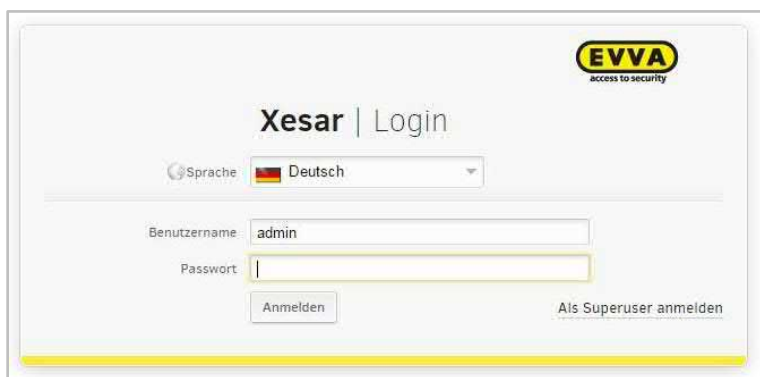 EVVA
access to security
Xesar | Login
Sprache Deutsch
Benutzername admin
Passwort
Anmelden Als Superuser anmelden